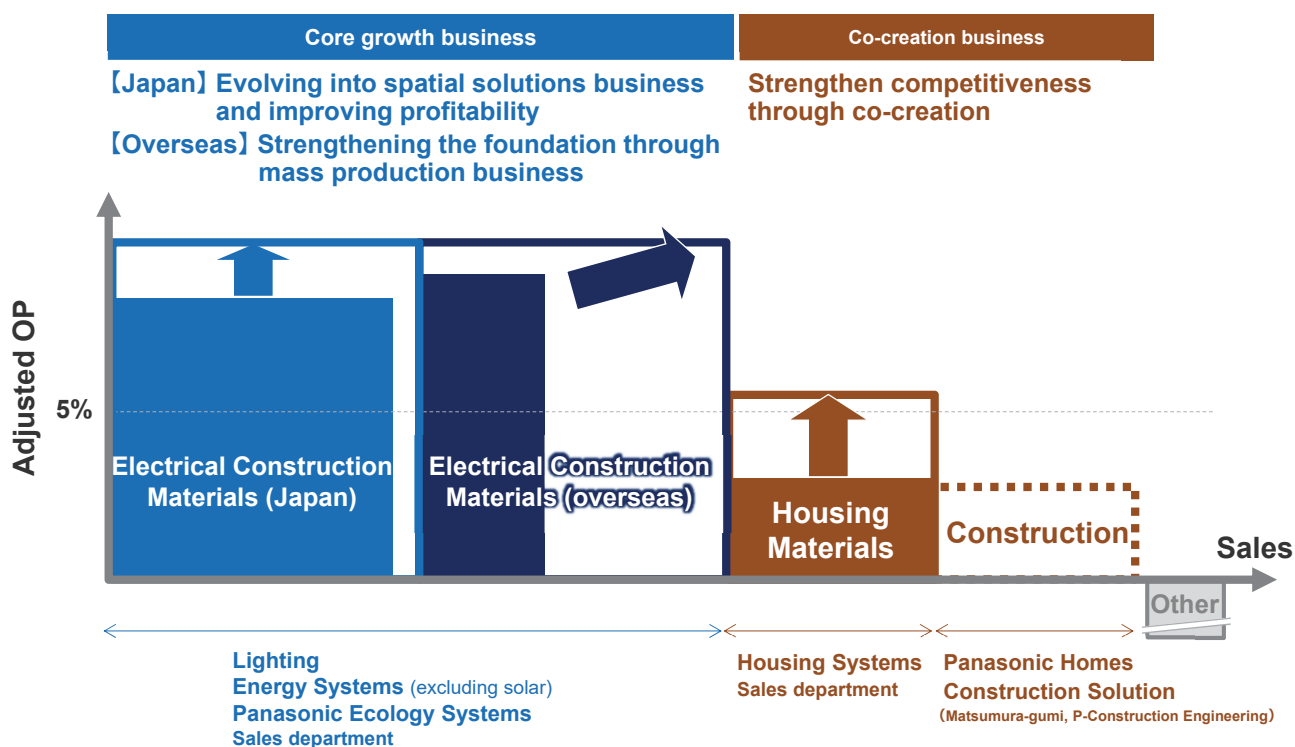 Core growth business
Co-creation business
【Japan】Evolving into spatial solutions business
and improving profitability
【Overseas】Strengthening the foundation through
mass production business
Strengthen competitiveness
through co-creation
Adjusted OP
5%
Electrical Construction
Materials (Japan)
Electrical Construction
Materials (overseas)
Housing
Materials
Construction
Sales
Other
Lighting
Energy Systems (excluding solar)
Panasonic Ecology Systems
Sales department
Housing Systems
Sales department
Panasonic Homes
Construction Solution
(Matsumura-gumi, P-Construction Engineering)